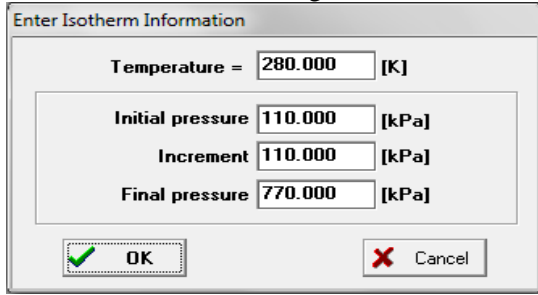 Enter Isotherm Information
Temperature = 280.000 [K]
Initial pressure 110.000 [kPa]
Increment 110.000 [kPa]
Final pressure 770.000 [kPa]
OK Cancel